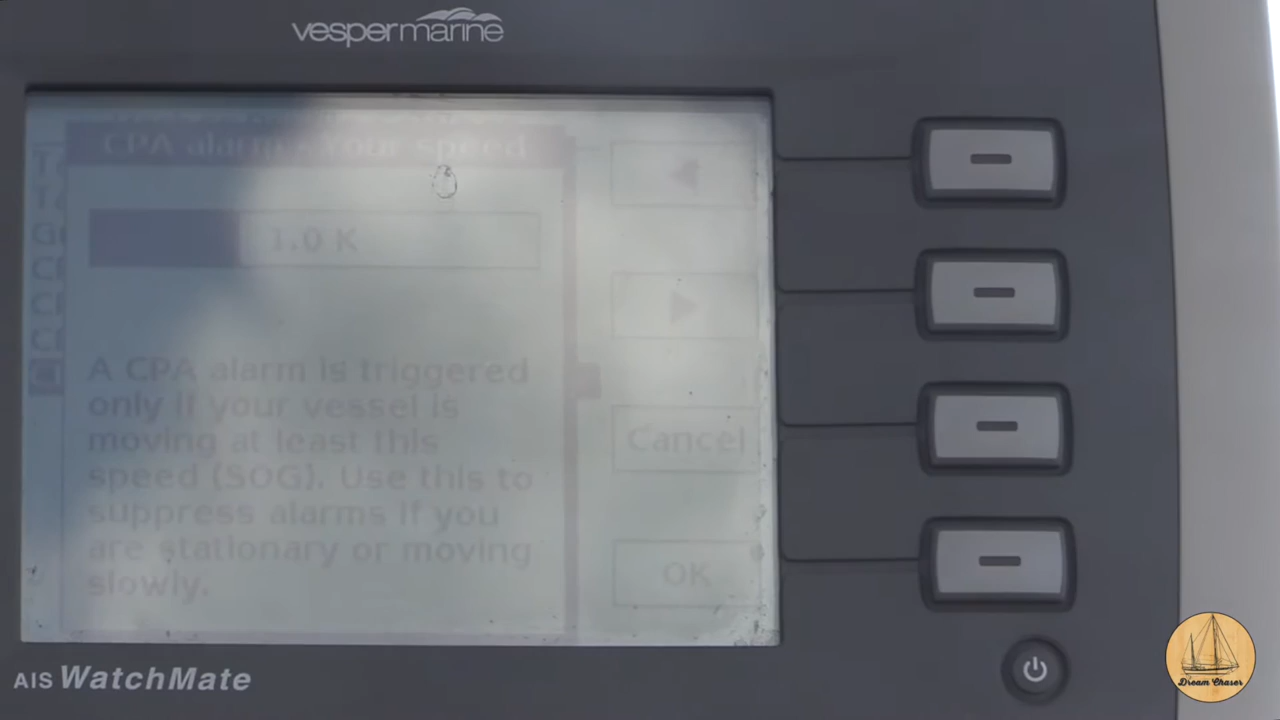 vespermarine
CPA alarm - Your speed
1.0 K
A CPA alarm is triggered
only if your vessel is
moving at least this
speed (SOG). Use this to
suppress alarms if you
are stationary or moving
slowly.
Cancel
OK
AIS WatchMate
Dream Chaser